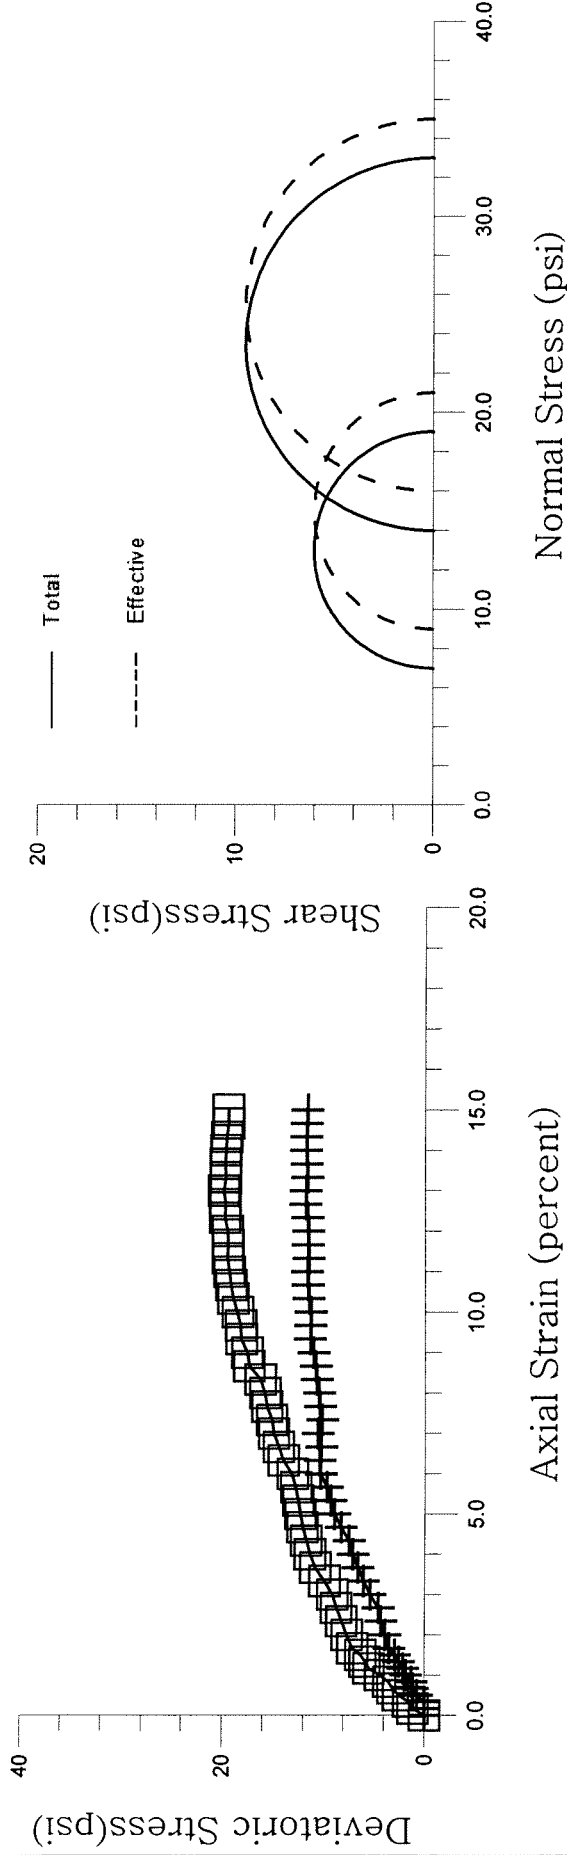 Total
Effective
20
10
0
Shear Stress(psi)
0.0
10.0
20.0
30.0
40.0
Normal Stress (psi)
40
20
0
Deviatoric Stress(psi)
0.0
5.0
10.0
15.0
20.0
Axial Strain (percent)